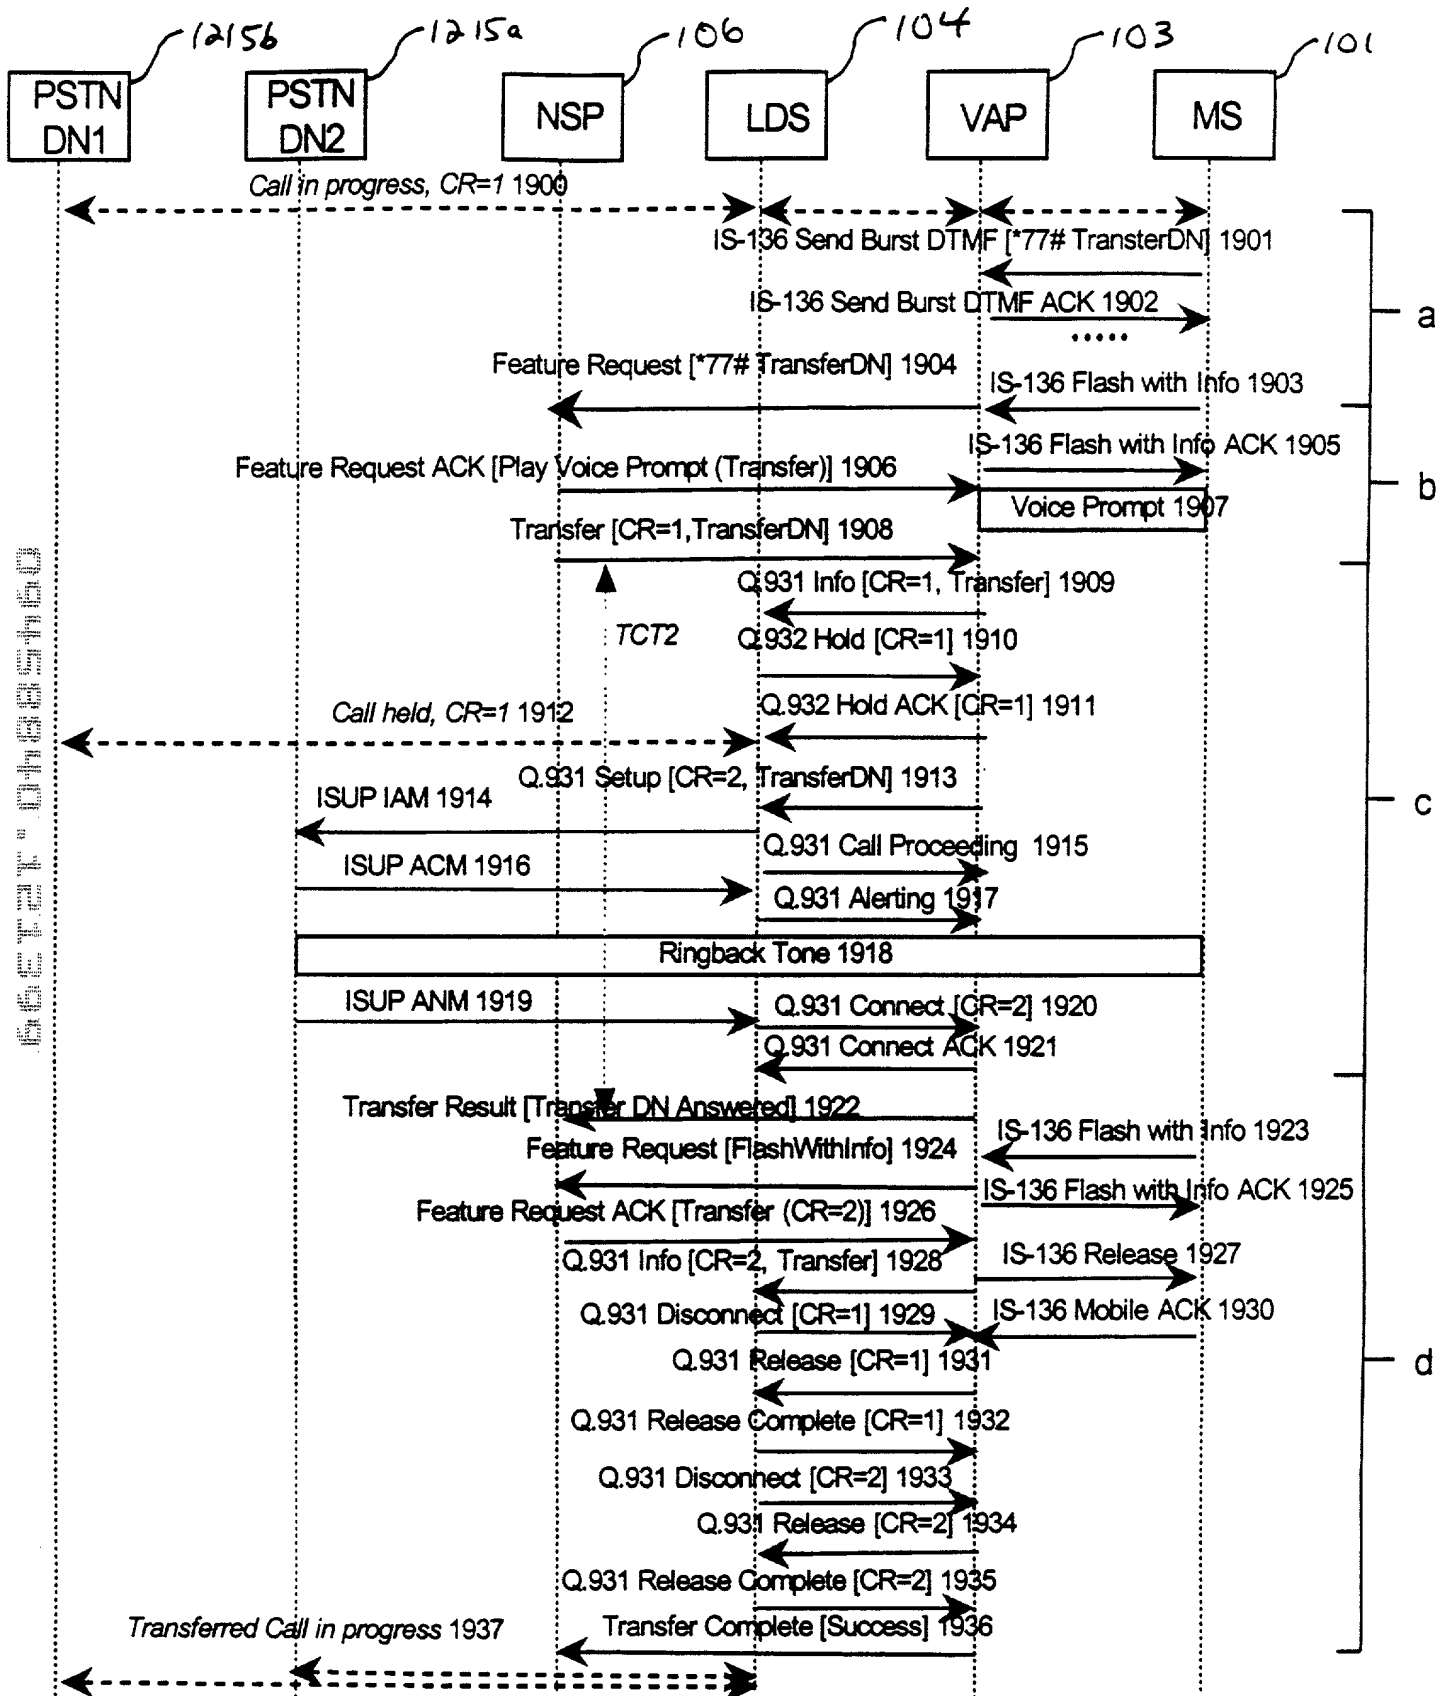 1215b
1215a
106
104
103
101
PSTN DN1
PSTN DN2
NSP
LDS
VAP
MS
Call in progress, CR=1 1900
IS-136 Send Burst DTMF [*77# TransterDN] 1901
IS-136 Send Burst DTMF ACK 1902
.....
a
Feature Request [*77# TransferDN] 1904
IS-136 Flash with Info 1903
IS-136 Flash with Info ACK 1905
Feature Request ACK [Play Voice Prompt (Transfer)] 1906
b
Voice Prompt 1907
Transfer [CR=1,TransferDN] 1908
Q.931 Info [CR=1, Transfer] 1909
TCT2
Q.932 Hold [CR=1] 1910
Q.932 Hold ACK [CR=1] 1911
Call held, CR=1 1912
Q.931 Setup [CR=2, TransferDN] 1913
ISUP IAM 1914
c
Q.931 Call Proceeding 1915
ISUP ACM 1916
Q.931 Alerting 1917
Ringback Tone 1918
ISUP ANM 1919
Q.931 Connect [CR=2] 1920
Q.931 Connect ACK 1921
Transfer Result [Transfer DN Answered] 1922
IS-136 Flash with Info 1923
Feature Request [FlashWithInfo] 1924
IS-136 Flash with Info ACK 1925
Feature Request ACK [Transfer (CR=2)] 1926
IS-136 Release 1927
Q.931 Info [CR=2, Transfer] 1928
Q.931 Disconnect [CR=1] 1929
IS-136 Mobile ACK 1930
Q.931 Release [CR=1] 1931
d
Q.931 Release Complete [CR=1] 1932
Q.931 Disconnect [CR=2] 1933
Q.931 Release [CR=2] 1934
Q.931 Release Complete [CR=2] 1935
Transfer Complete [Success] 1936
Transferred Call in progress 1937